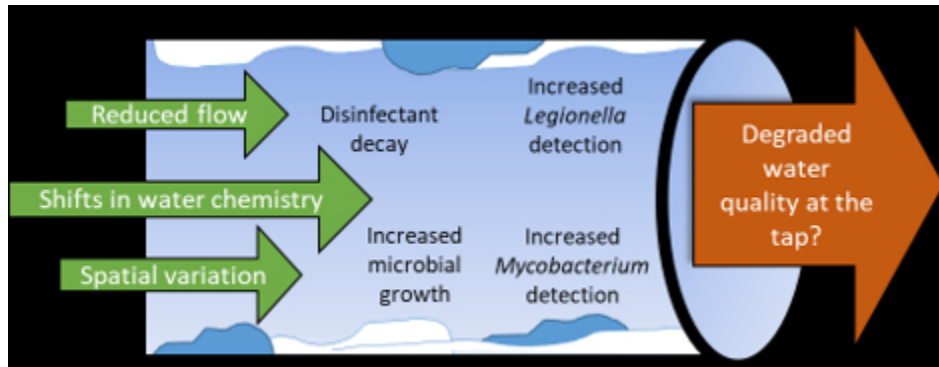 Reduced flow
Shifts in water chemistry
Spatial variation
Disinfectant
decay
Increased
microbial
growth
Increased
Legionella
detection
Increased
Mycobacterium
detection
Degraded
water
quality at the
tap?